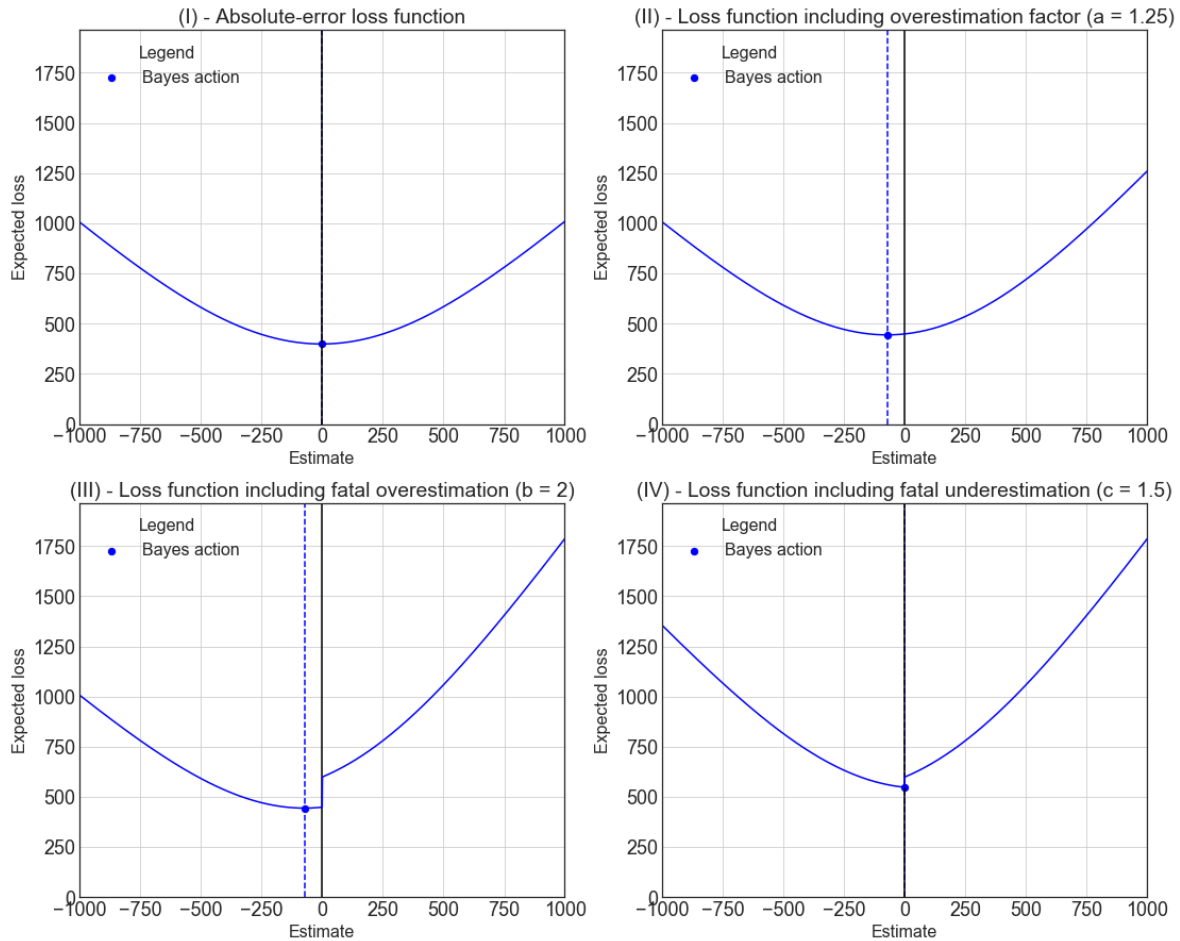 (I) - Absolute-error loss function
Legend
Bayes action
1750
1500
1250
1000
750
500
250
0
Expected loss
−1000 −750 −500 −250 0 250 500 750 1000
Estimate
(II) - Loss function including overestimation factor (a = 1.25)
Legend
Bayes action
1750
1500
1250
1000
750
500
250
0
Expected loss
−1000 −750 −500 −250 0 250 500 750 1000
Estimate
(III) - Loss function including fatal overestimation (b = 2)
Legend
Bayes action
1750
1500
1250
1000
750
500
250
0
Expected loss
−1000 −750 −500 −250 0 250 500 750 1000
Estimate
(IV) - Loss function including fatal underestimation (c = 1.5)
Legend
Bayes action
1750
1500
1250
1000
750
500
250
0
Expected loss
−1000 −750 −500 −250 0 250 500 750 1000
Estimate